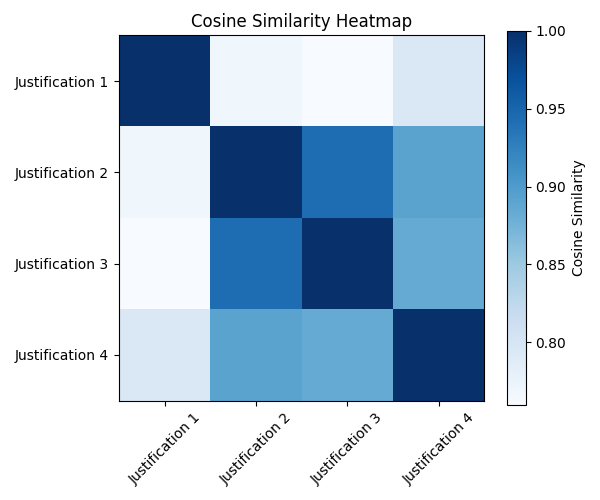 Cosine Similarity Heatmap
Justification 1
Justification 2
Justification 3
Justification 4
Justification 1
Justification 2
Justification 3
Justification 4
1.00
0.95
0.90
0.85
0.80
Cosine Similarity